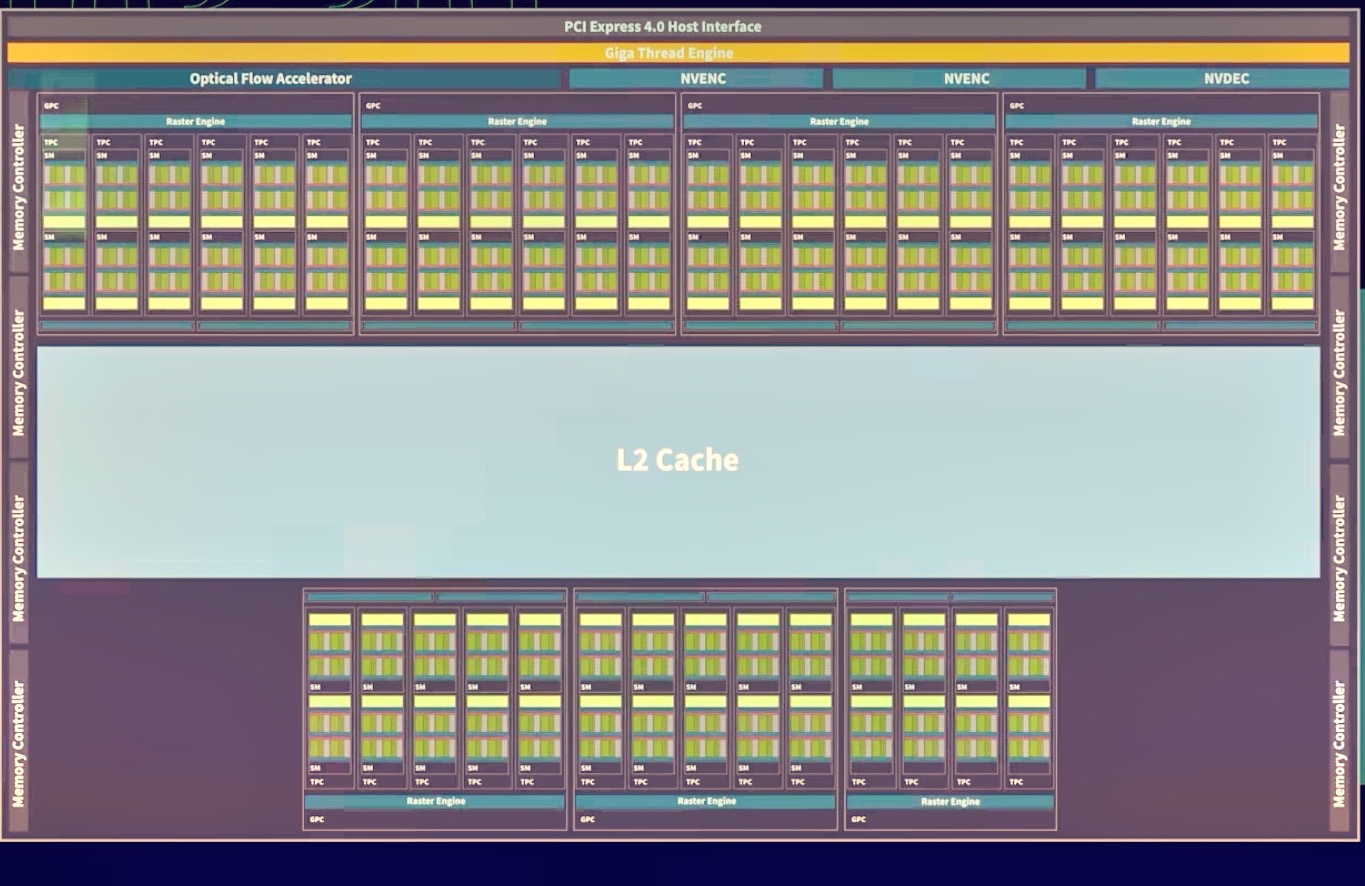 PCI Express 4.0 Host Interface
Giga Thread Engine
Optical Flow Accelerator NVENC NVENC NVDEC
GPC GPC GPC GPC
Raster Engine Raster Engine Raster Engine Raster Engine
TPC TPC TPC TPC TPC TPC TPC TPC TPC TPC TPC TPC TPC TPC TPC TPC TPC TPC TPC TPC TPC TPC TPC TPC
SM SM SM SM SM SM SM SM SM SM SM SM SM SM SM SM SM SM SM SM SM SM SM SM
SM SM SM SM SM SM SM SM SM SM SM SM SM SM SM SM SM SM SM SM SM SM SM SM
Memory Controller
Memory Controller
Memory Controller
Memory Controller
L2 Cache
Memory Controller
Memory Controller
Memory Controller
Memory Controller
SM SM SM SM SM SM SM SM SM SM SM SM SM SM
SM SM SM SM SM SM SM SM SM SM SM SM SM SM
TPC TPC TPC TPC TPC TPC TPC TPC TPC TPC TPC TPC TPC TPC
Raster Engine Raster Engine Raster Engine
GPC GPC GPC